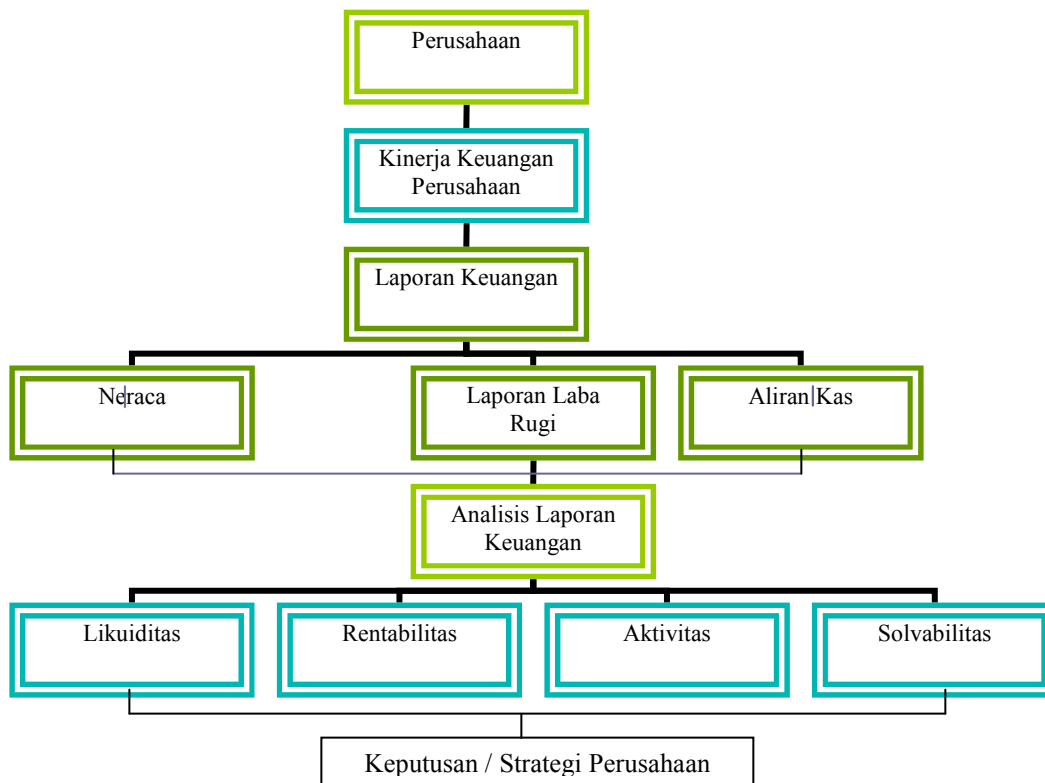 Perusahaan
Kinerja Keuangan
Perusahaan
Laporan Keuangan
Neraca
Laporan Laba
Rugi
Aliran Kas
Analisis Laporan
Keuangan
Likuiditas
Rentabilitas
Aktivitas
Solvabilitas
Keputusan / Strategi Perusahaan